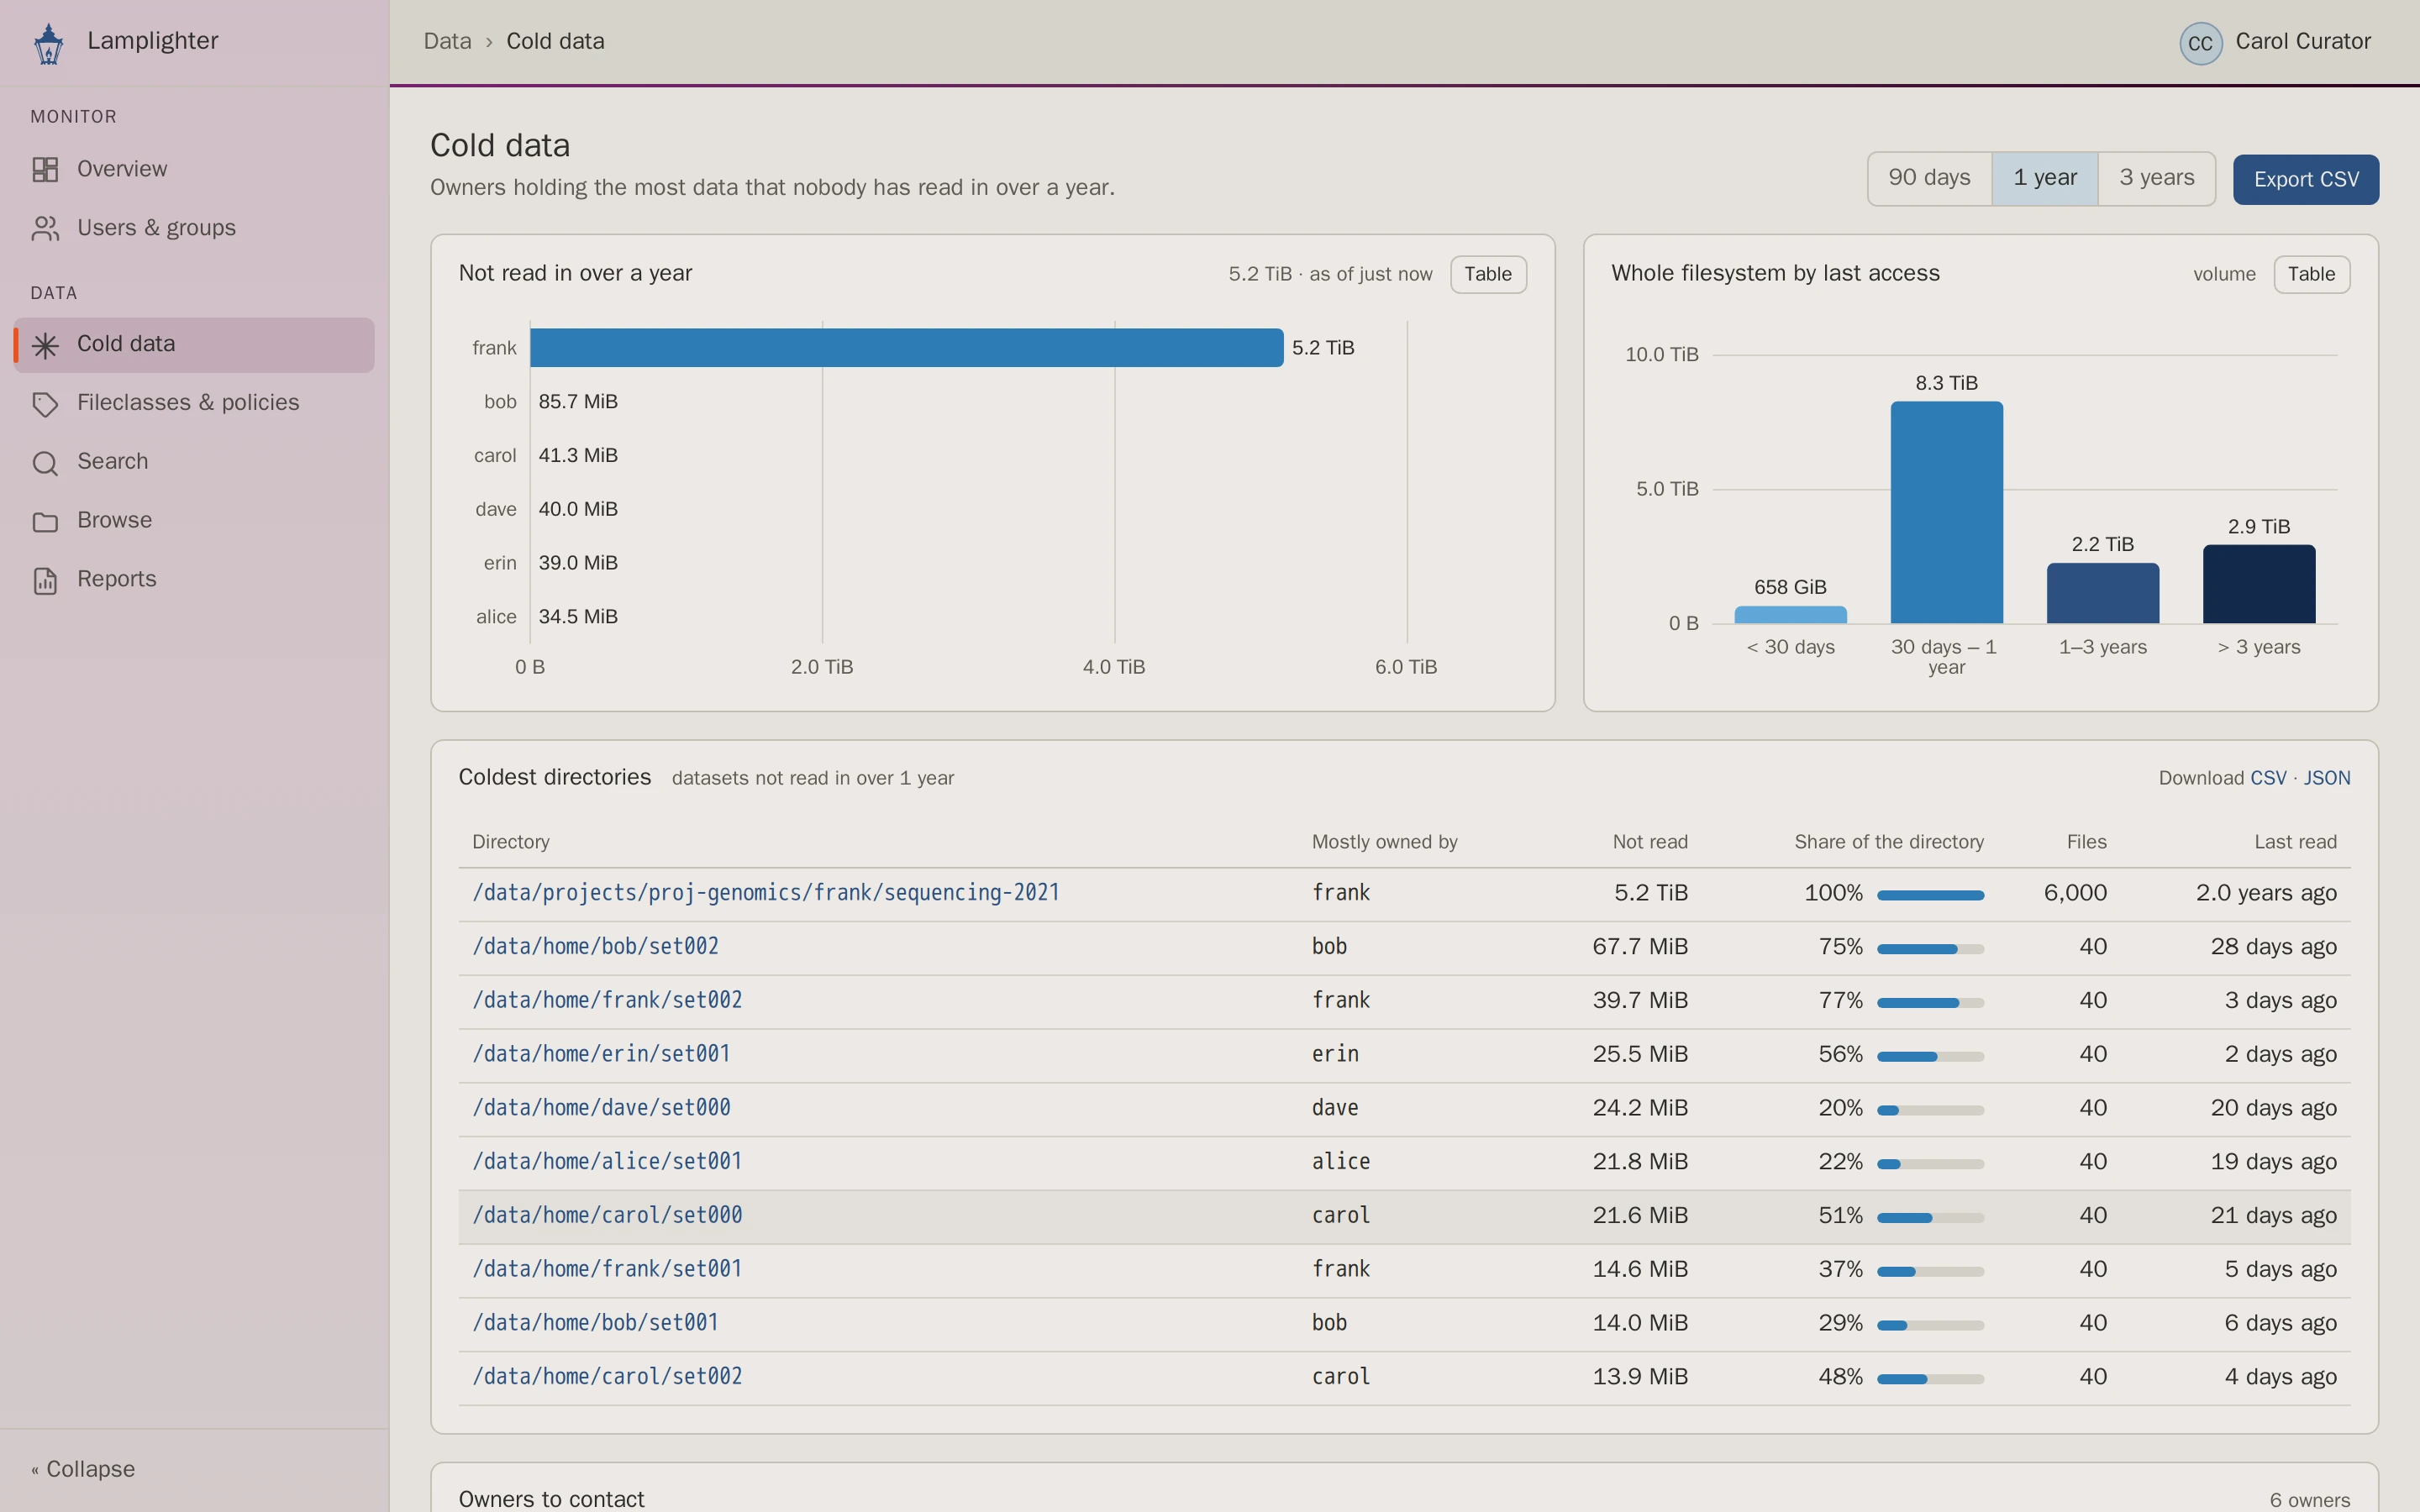 Lamplighter
Data › Cold data
CC Carol Curator
MONITOR
Overview
Users & groups
DATA
Cold data
Fileclasses & policies
Search
Browse
Reports
« Collapse
Cold data
Owners holding the most data that nobody has read in over a year.
90 days 1 year 3 years Export CSV
Not read in over a year 5.2 TiB · as of just now Table
frank 5.2 TiB
bob 85.7 MiB
carol 41.3 MiB
dave 40.0 MiB
erin 39.0 MiB
alice 34.5 MiB
0 B 2.0 TiB 4.0 TiB 6.0 TiB
Whole filesystem by last access volume Table
10.0 TiB
8.3 TiB
5.0 TiB
2.9 TiB
2.2 TiB
658 GiB
0 B
< 30 days 30 days – 1 1–3 years > 3 years
year
Coldest directories datasets not read in over 1 year Download CSV · JSON
Directory Mostly owned by Not read Share of the directory Files Last read
/data/projects/proj-genomics/frank/sequencing-2021 frank 5.2 TiB 100% 6,000 2.0 years ago
/data/home/bob/set002 bob 67.7 MiB 75% 40 28 days ago
/data/home/frank/set002 frank 39.7 MiB 77% 40 3 days ago
/data/home/erin/set001 erin 25.5 MiB 56% 40 2 days ago
/data/home/dave/set000 dave 24.2 MiB 20% 40 20 days ago
/data/home/alice/set001 alice 21.8 MiB 22% 40 19 days ago
/data/home/carol/set000 carol 21.6 MiB 51% 40 21 days ago
/data/home/frank/set001 frank 14.6 MiB 37% 40 5 days ago
/data/home/bob/set001 bob 14.0 MiB 29% 40 6 days ago
/data/home/carol/set002 carol 13.9 MiB 48% 40 4 days ago
Owners to contact 6 owners